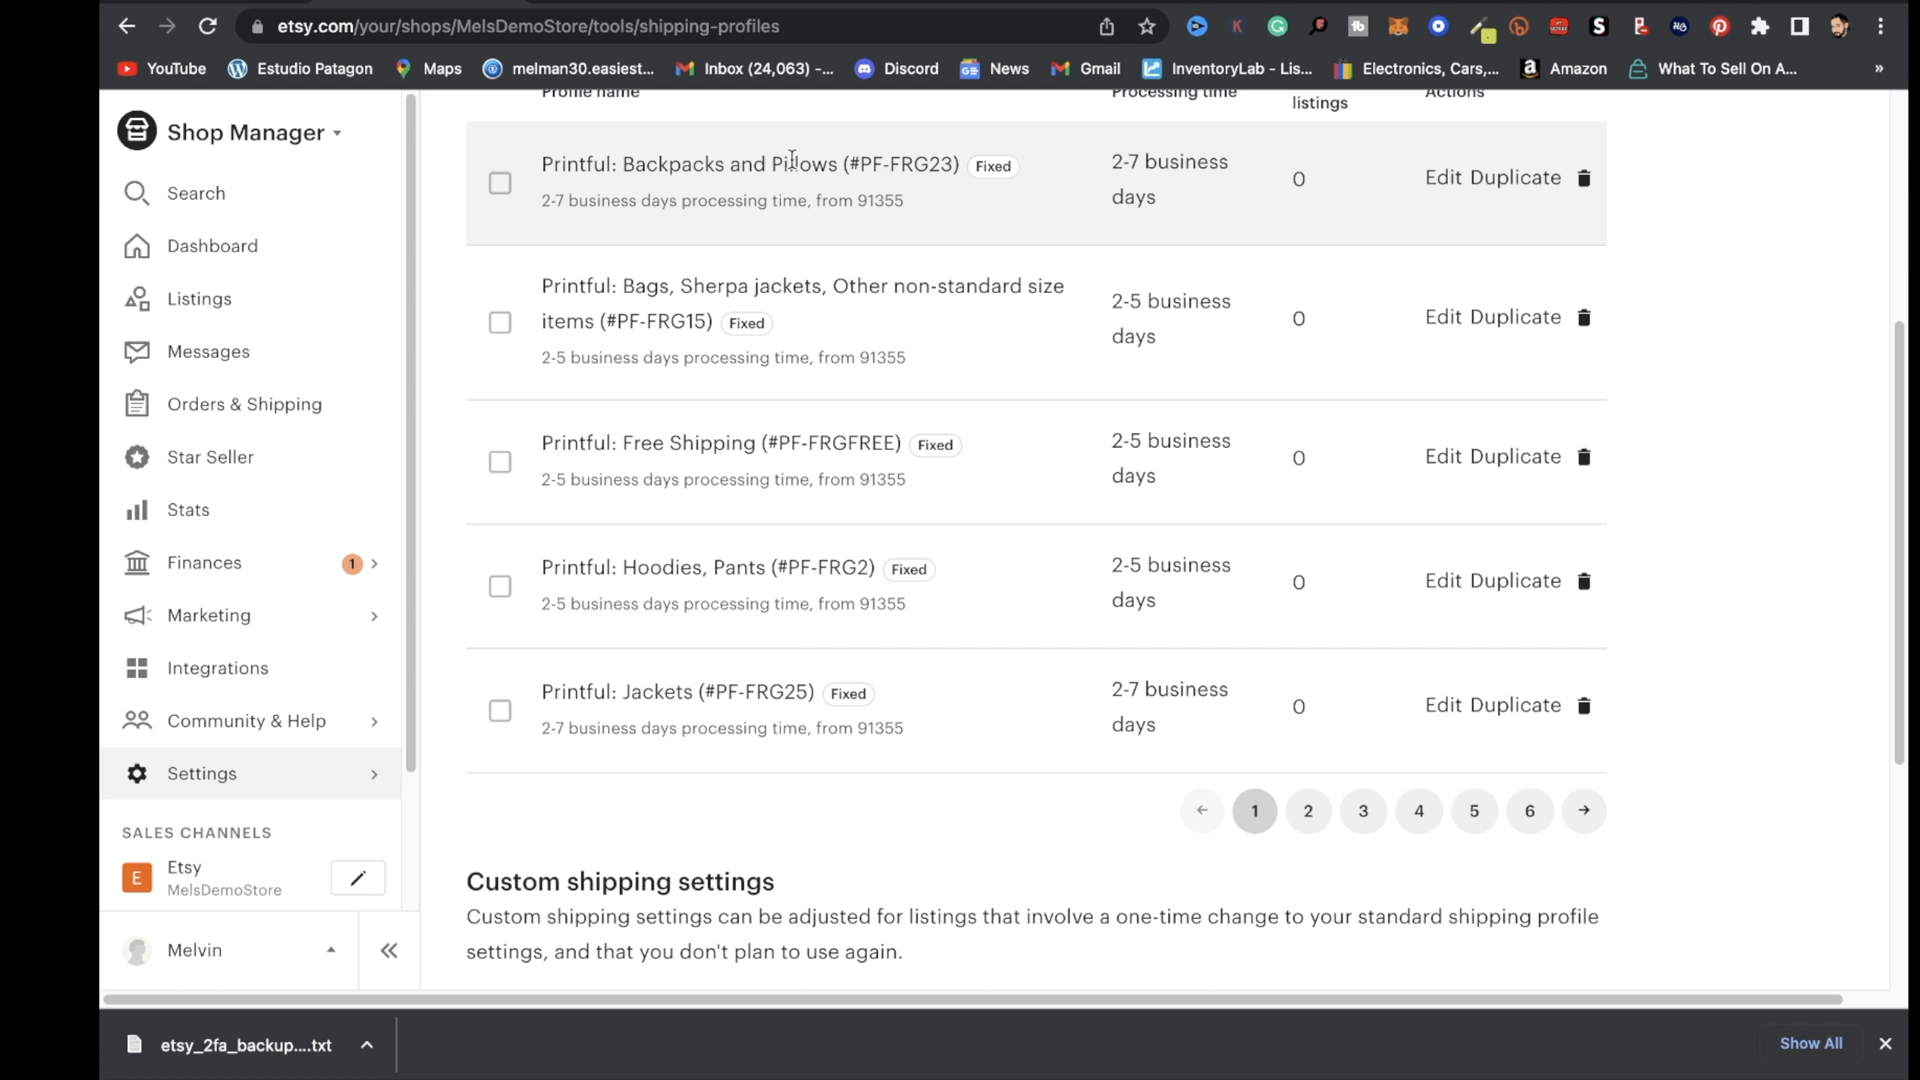 etsy.com/your/shops/MelsDemoStore/tools/shipping-profiles
YouTube
Estudio Patagon
Maps
melman30.easiest...
Inbox (24,063) -...
Discord
News
Gmail
InventoryLab - Lis...
Electronics, Cars,...
Amazon
What To Sell On A...
»
Shop Manager
Search
Dashboard
Listings
Messages
Orders & Shipping
Star Seller
Stats
Finances
1
Marketing
Integrations
Community & Help
Settings
SALES CHANNELS
E
Etsy
MelsDemoStore
Melvin
Profile name
Processing time
listings
Actions
Printful: Backpacks and Pillows (#PF-FRG23) Fixed
2-7 business days processing time, from 91355
2-7 business
days
0
Edit Duplicate
Printful: Bags, Sherpa jackets, Other non-standard size
items (#PF-FRG15) Fixed
2-5 business days processing time, from 91355
2-5 business
days
0
Edit Duplicate
Printful: Free Shipping (#PF-FRGFREE) Fixed
2-5 business days processing time, from 91355
2-5 business
days
0
Edit Duplicate
Printful: Hoodies, Pants (#PF-FRG2) Fixed
2-5 business days processing time, from 91355
2-5 business
days
0
Edit Duplicate
Printful: Jackets (#PF-FRG25) Fixed
2-7 business days processing time, from 91355
2-7 business
days
0
Edit Duplicate
1 2 3 4 5 6
Custom shipping settings
Custom shipping settings can be adjusted for listings that involve a one-time change to your standard shipping profile
settings, and that you don't plan to use again.
etsy_2fa_backup....txt
Show All